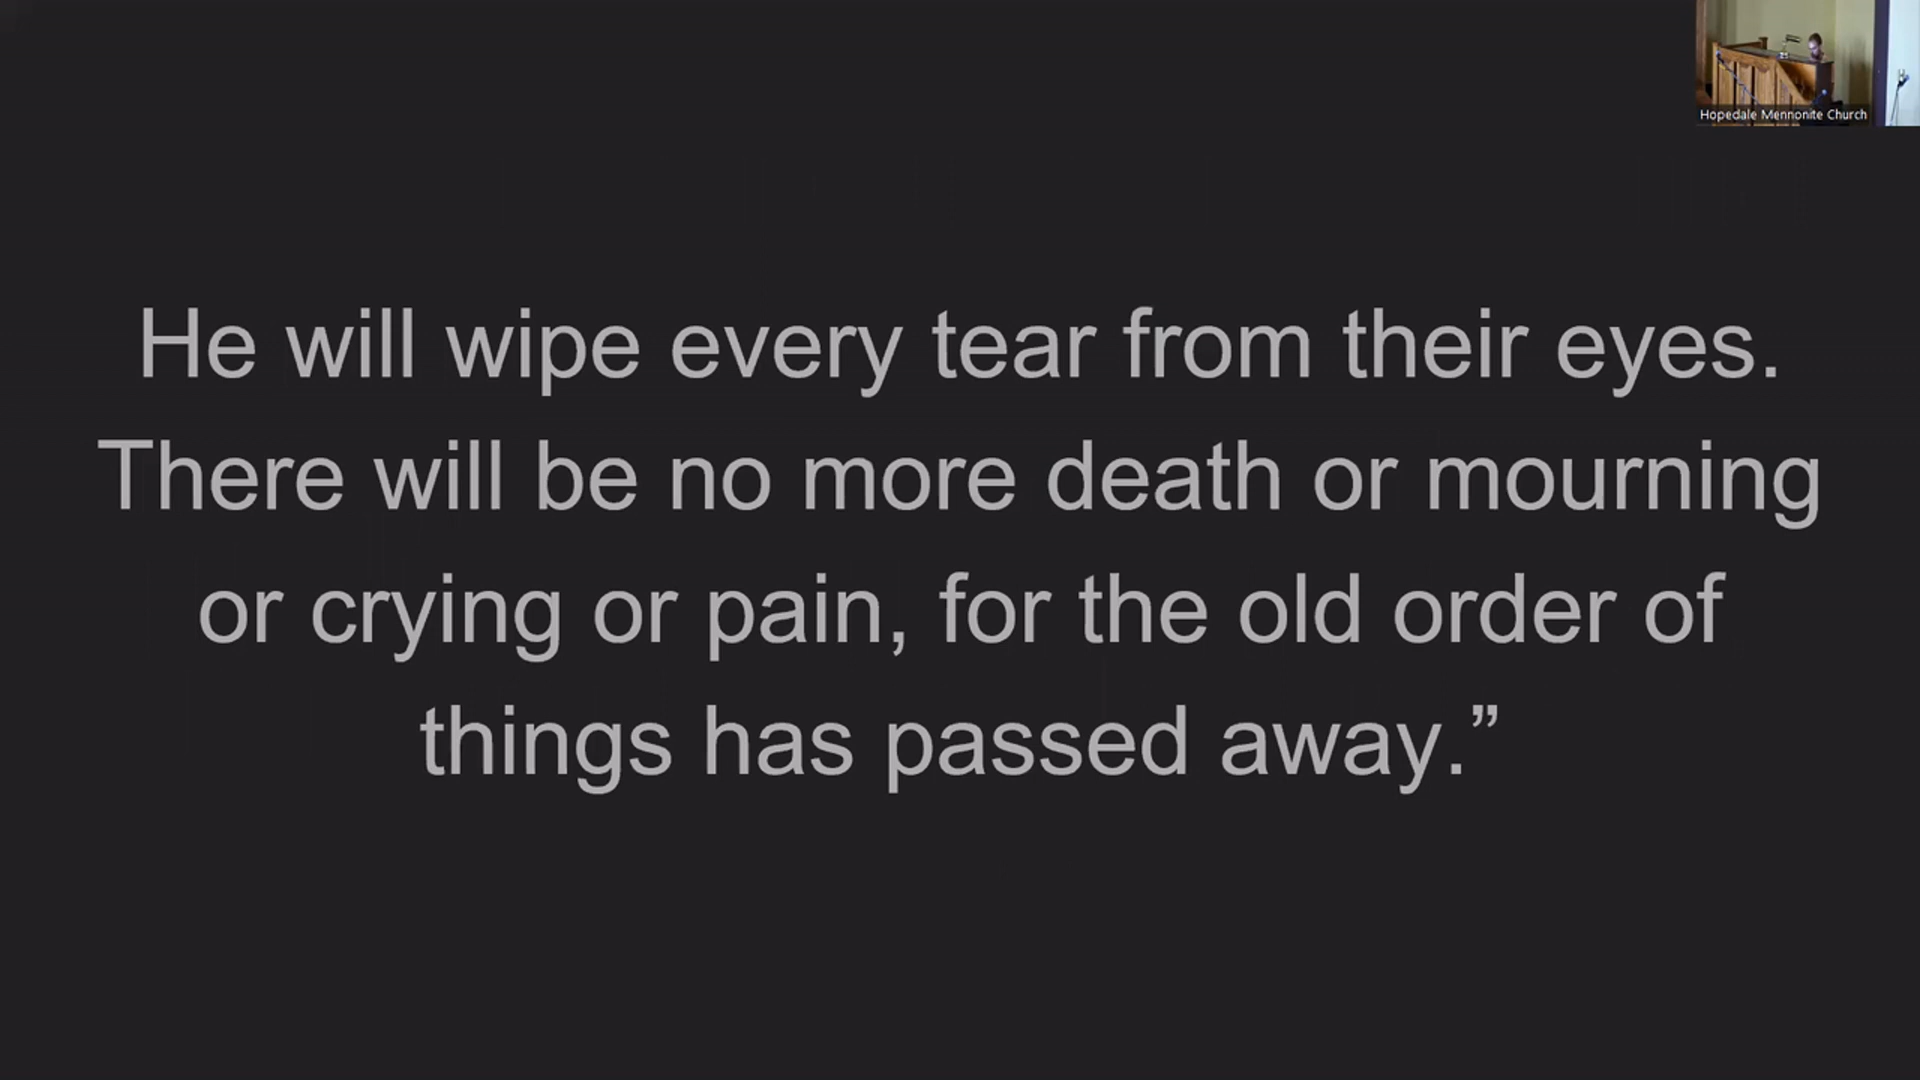 Hopedale Mennonite Church
He will wipe every tear from their eyes.
There will be no more death or mourning
or crying or pain, for the old order of
things has passed away.”